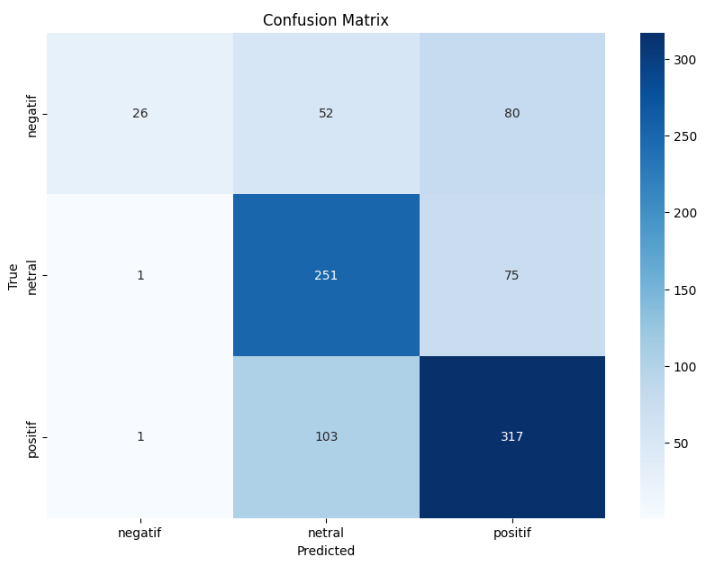 Confusion Matrix
negatif 26 52 80
netral 1 251 75
positif 1 103 317
negatif netral positif
Predicted
True
300
250
200
150
100
50